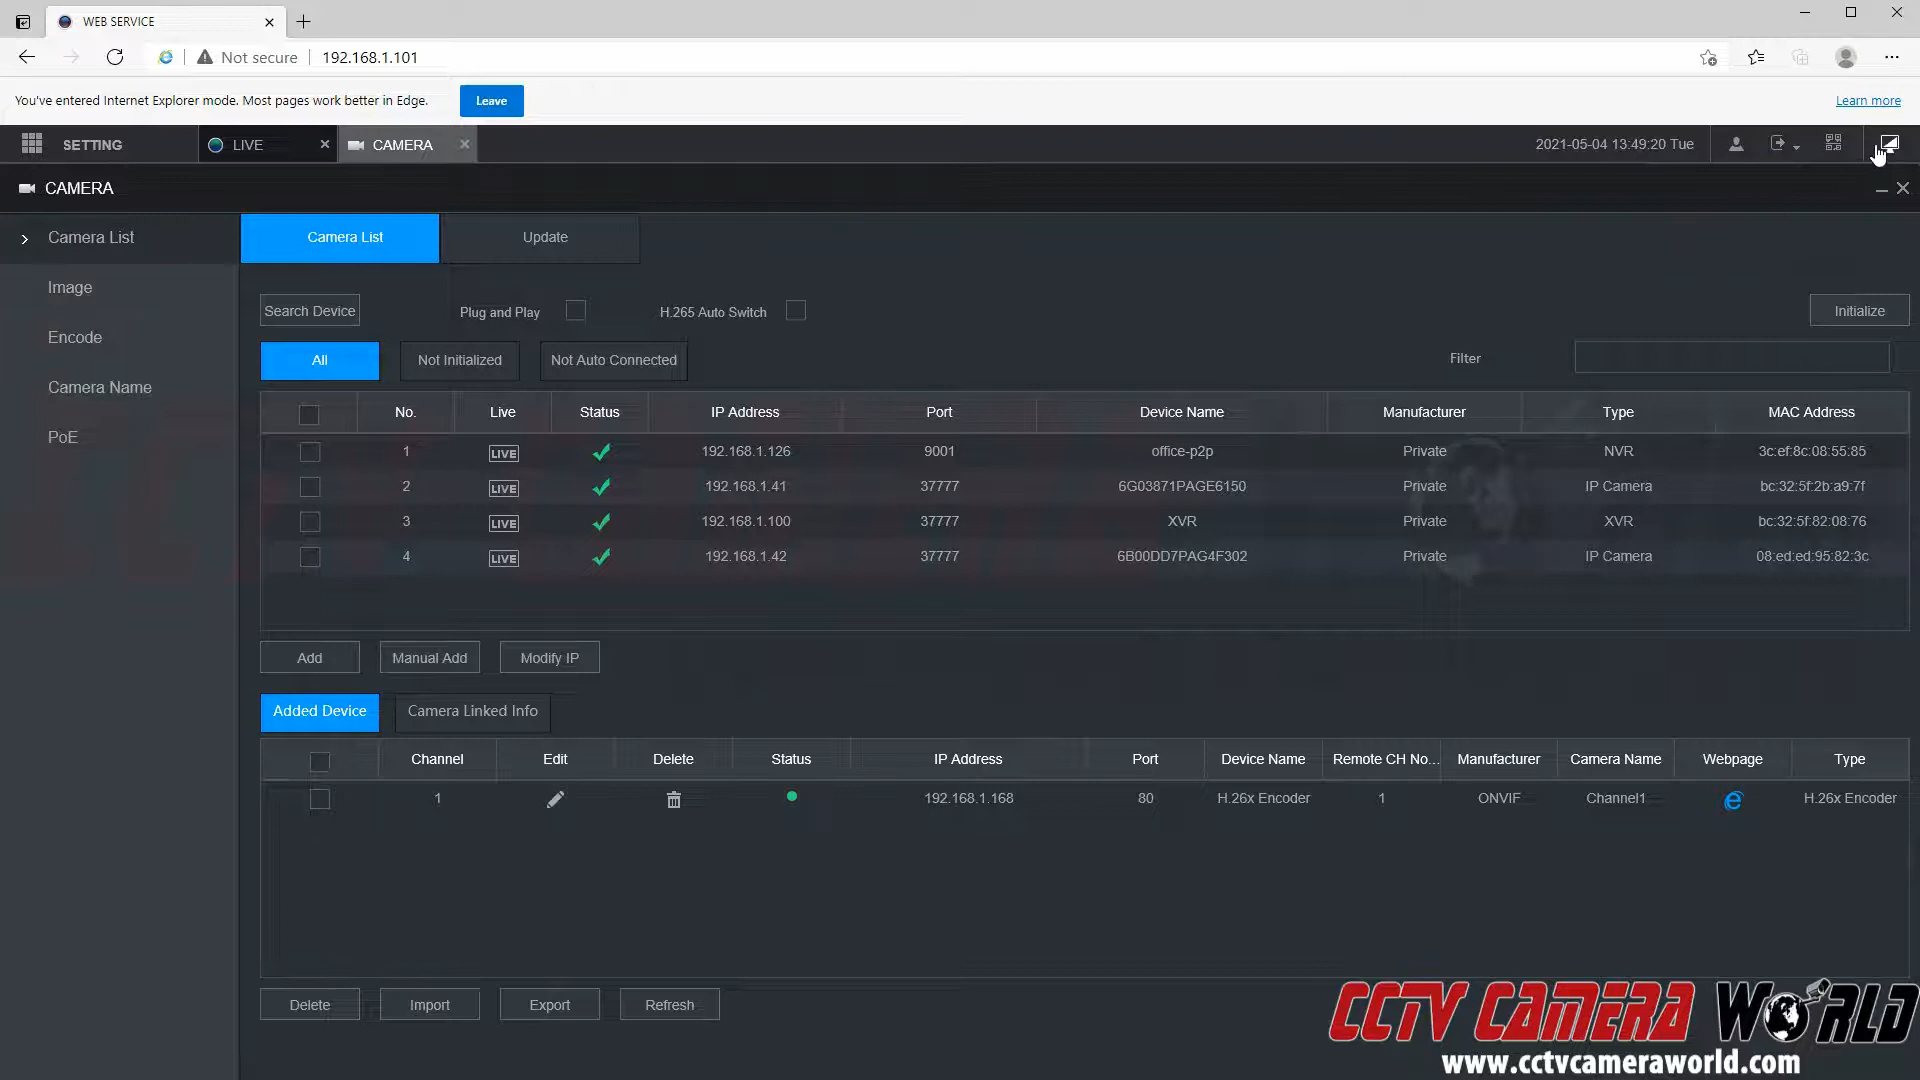 WEB SERVICE
Not secure 192.168.1.101
You've entered Internet Explorer mode. Most pages work better in Edge. Leave Learn more
SETTING LIVE CAMERA 2021-05-04 13:49:20 Tue
CAMERA
Camera List
Image
Encode
Camera Name
PoE
Camera List Update
Search Device Plug and Play H.265 Auto Switch Initialize
All Not Initialized Not Auto Connected Filter
No. Live Status IP Address Port Device Name Manufacturer Type MAC Address
1 LIVE 192.168.1.126 9001 office-p2p Private NVR 3c:ef:8c:08:55:85
2 LIVE 192.168.1.41 37777 6G03871PAGE6150 Private IP Camera bc:32:5f:2b:a9:7f
3 LIVE 192.168.1.100 37777 XVR Private XVR bc:32:5f:82:08:76
4 LIVE 192.168.1.42 37777 6B00DD7PAG4F302 Private IP Camera 08:ed:ed:95:82:3c
Add Manual Add Modify IP
Added Device Camera Linked Info
Channel Edit Delete Status IP Address Port Device Name Remote CH No... Manufacturer Camera Name Webpage Type
1 192.168.1.168 80 H.26x Encoder 1 ONVIF Channel1 H.26x Encoder
Delete Import Export Refresh
CCTV CAMERA WORLD
www.cctvcameraworld.com